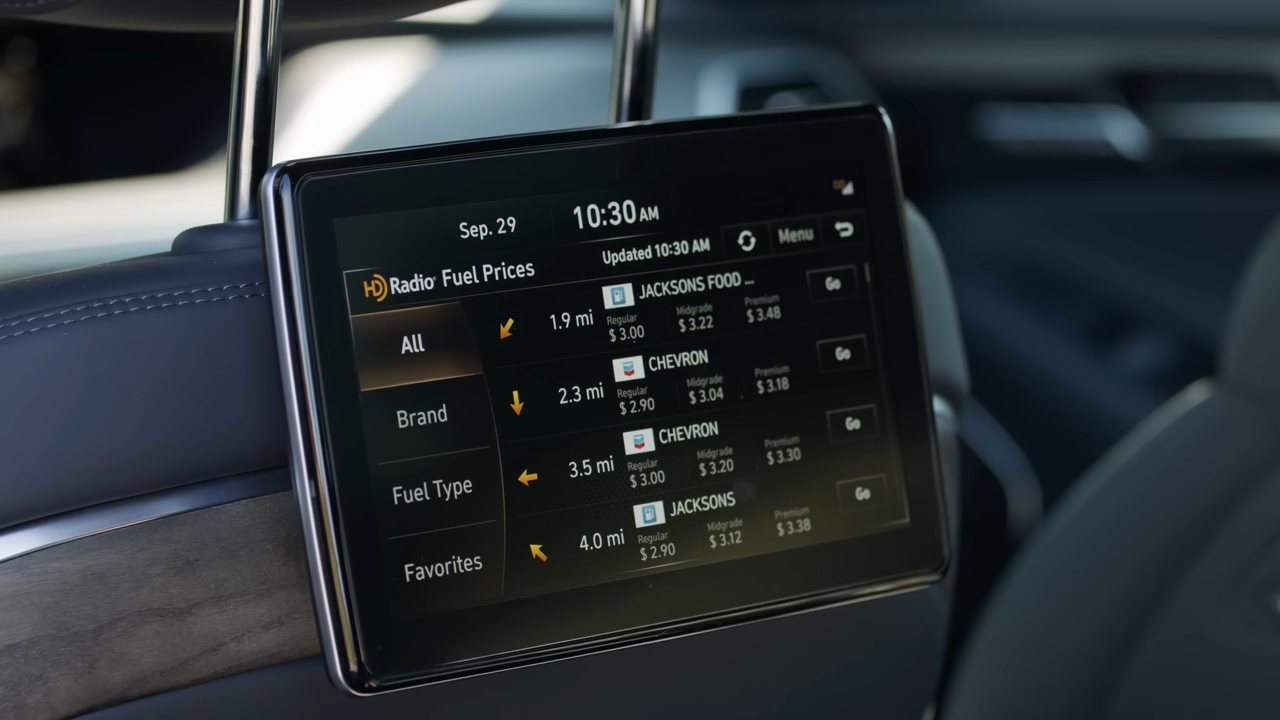 Sep. 29 10:30 AM
HD Radio Fuel Prices Updated 10:30 AM Menu
All
Brand
Fuel Type
Favorites
1.9 mi JACKSONS FOOD ... Go
Regular Midgrade Premium
$ 3.00 $ 3.22 $ 3.48
2.3 mi CHEVRON Go
Regular Midgrade Premium
$ 2.90 $ 3.04 $ 3.18
3.5 mi CHEVRON Go
Regular Midgrade Premium
$ 3.00 $ 3.20 $ 3.30
4.0 mi JACKSONS Go
Regular Midgrade Premium
$ 2.90 $ 3.12 $ 3.38